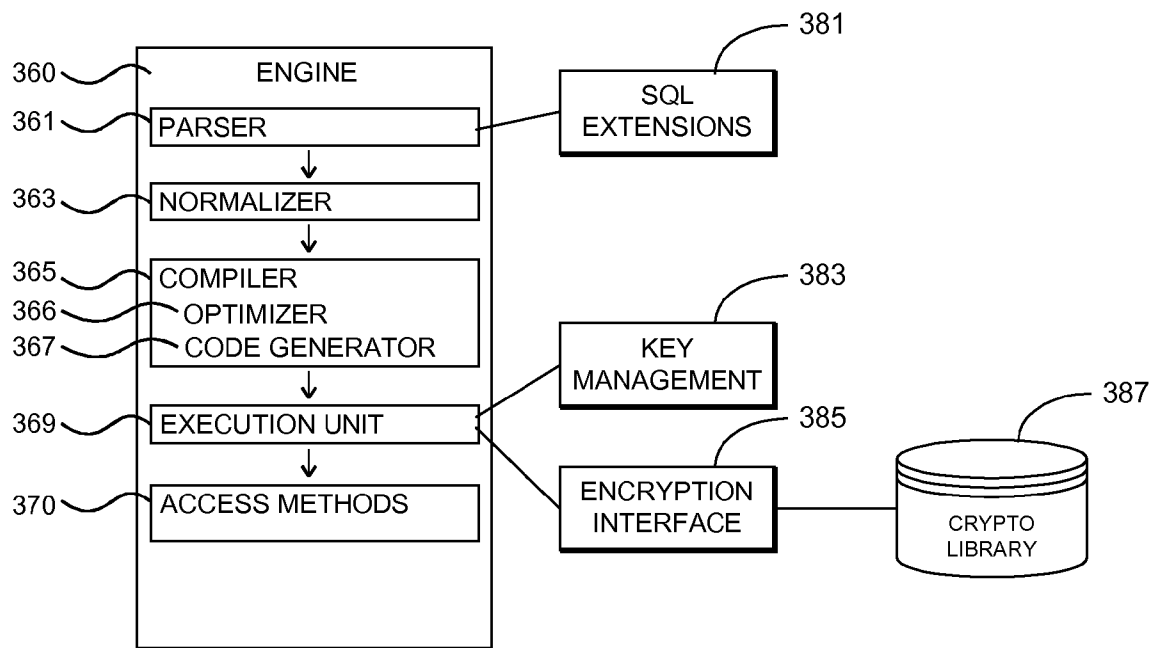 381
360
ENGINE
SQL
EXTENSIONS
361
PARSER
363
NORMALIZER
365
COMPILER
366
OPTIMIZER
367
CODE GENERATOR
383
KEY
MANAGEMENT
369
EXECUTION UNIT
385
387
370
ACCESS METHODS
ENCRYPTION
INTERFACE
CRYPTO
LIBRARY